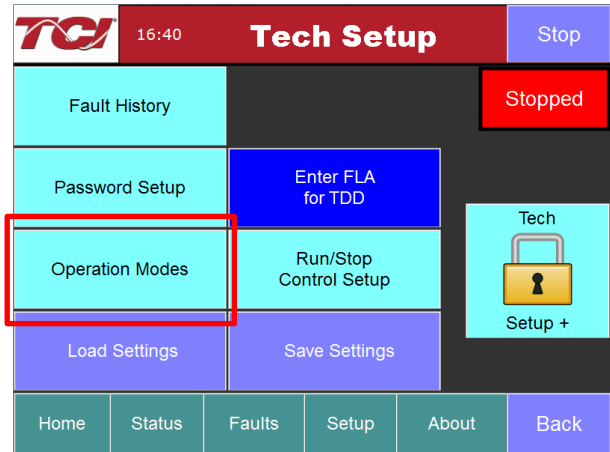 TCI 16:40 Tech Setup Stop
Fault History
Stopped
Password Setup
Enter FLA
for TDD
Tech
Operation Modes
Run/Stop
Control Setup
Setup +
Load Settings
Save Settings
Home Status Faults Setup About Back